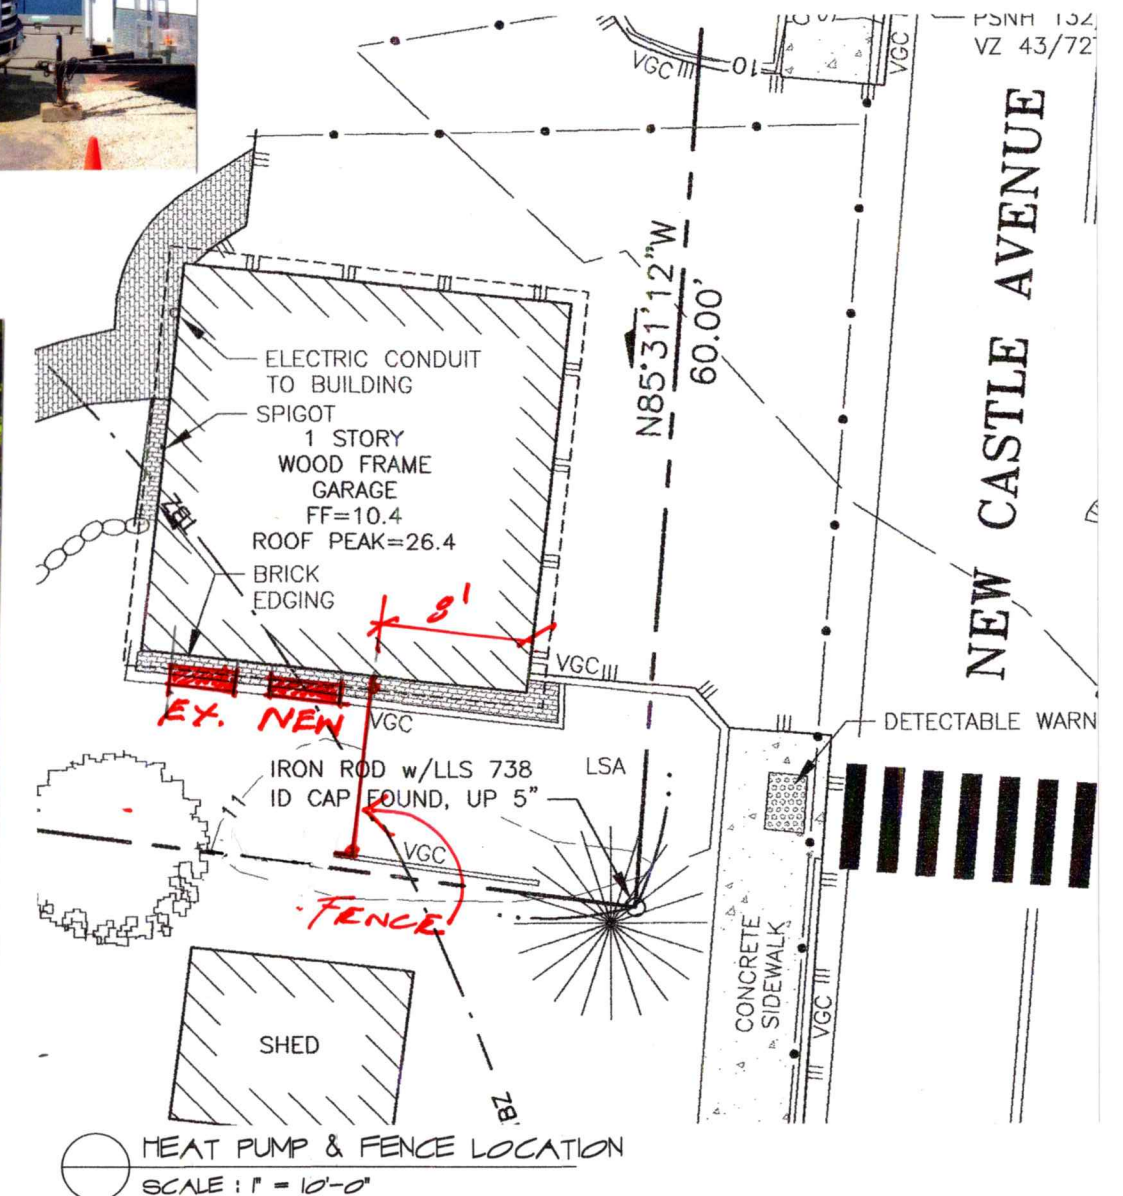 PSNH 132/
VZ 43/72
VGC
VGC
10
NEW CASTLE AVENUE
N85°31'12"W
60.00'
ELECTRIC CONDUIT
TO BUILDING
SPIGOT
1 STORY
WOOD FRAME
GARAGE
FF=10.4
ROOF PEAK=26.4
TBZ
BRICK
EDGING
8'
VGC
EX.
NEW
VGC
DETECTABLE WARN
IRON ROD w/LLS 738
ID CAP FOUND, UP 5"
LSA
11
VGC
FENCE
CONCRETE
SIDEWALK
VGC
SHED
BZ
HEAT PUMP & FENCE LOCATION
SCALE : 1" = 10'-0"